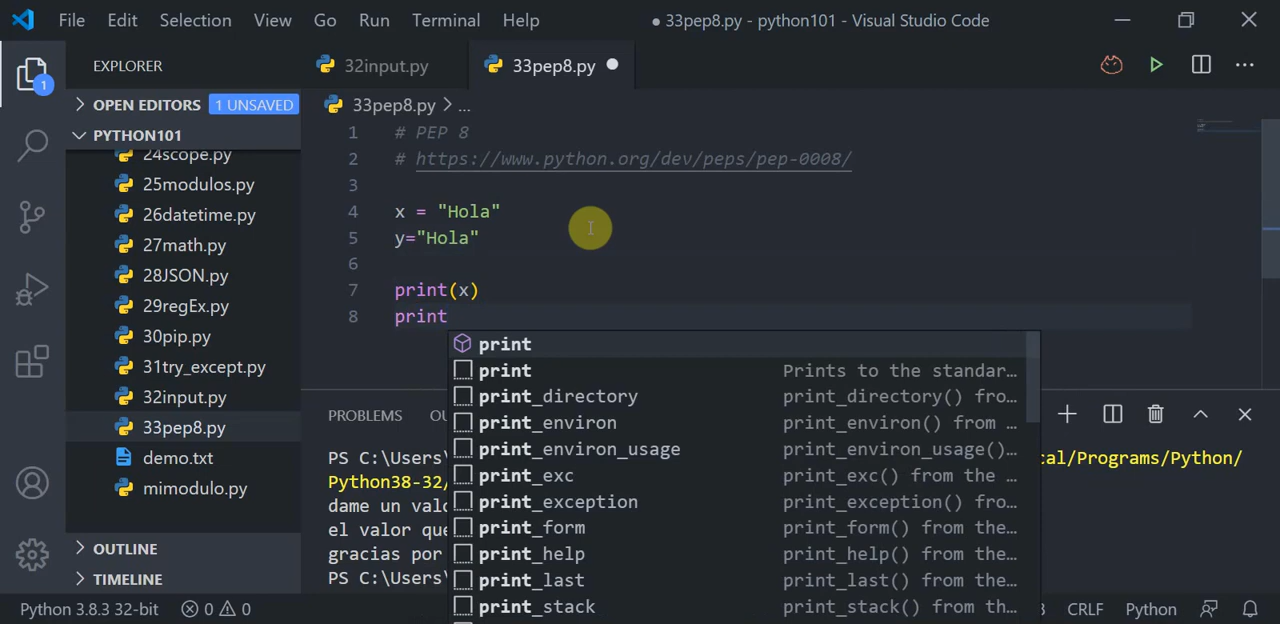 File Edit Selection View Go Run Terminal Help ● 33pep8.py - python101 - Visual Studio Code
EXPLORER
OPEN EDITORS 1 UNSAVED
PYTHON101
24scope.py
25modulos.py
26datetime.py
27math.py
28JSON.py
29regEx.py
30pip.py
31try_except.py
32input.py
33pep8.py
demo.txt
mimodulo.py
OUTLINE
TIMELINE
1
32input.py 33pep8.py
33pep8.py > ...
1 # PEP 8
2 # https://www.python.org/dev/peps/pep-0008/
3
4 x = "Hola"
5 y="Hola"
6
7 print(x)
8 print
print
print Prints to the standar…
print_directory print_directory() fro…
print_environ print_environ() from …
print_environ_usage print_environ_usage()…
print_exc print_exc() from the …
print_exception print_exception() fro…
print_form print_form() from the…
print_help print_help() from the…
print_last print_last() from the…
print_stack print_stack() from th…
PROBLEMS
PS C:\Users\ cal/Programs/Python/
Python38-32/
dame un valo
el valor que
gracias por
PS C:\Users\
Python 3.8.3 32-bit 0 0 CRLF Python